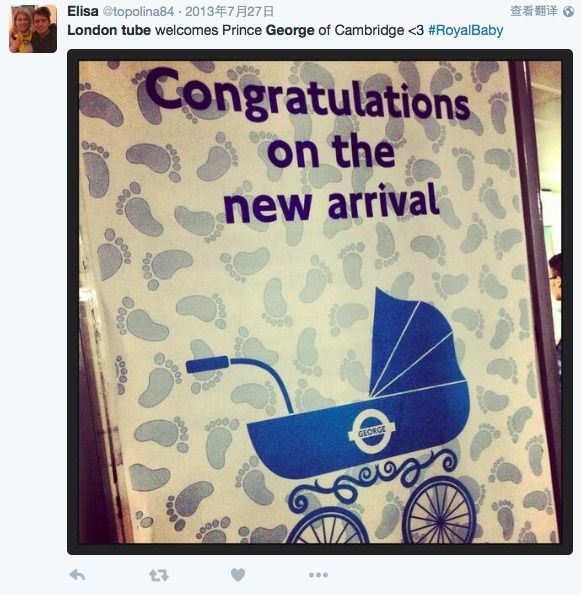 Elisa @topolina84 · 2013年7月27日 查看翻译
London tube welcomes Prince George of Cambridge <3 #RoyalBaby
Congratulations
on the
new arrival
GEORGE